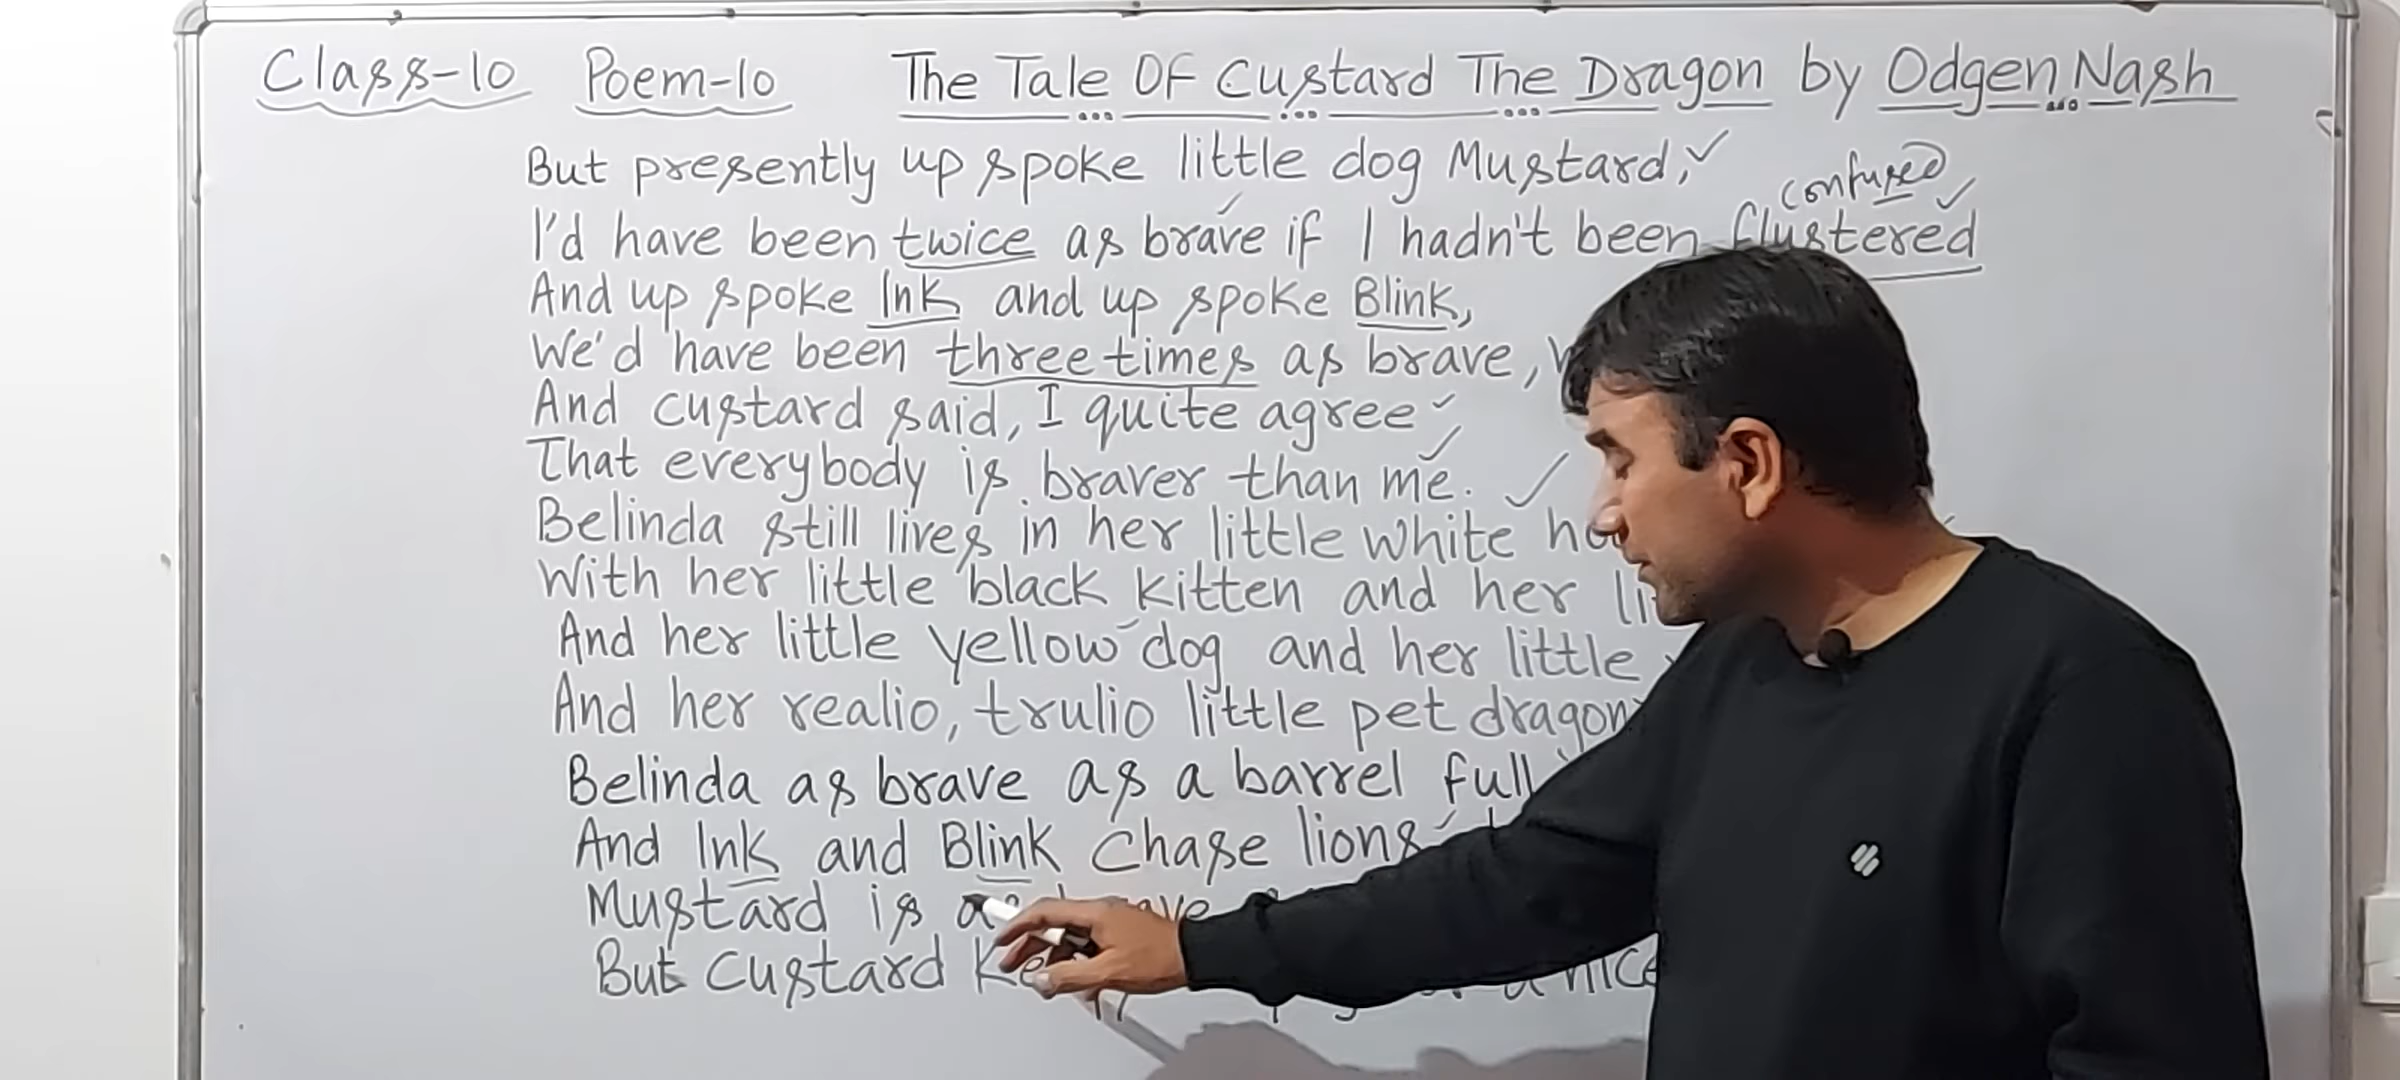 Class-10 Poem-10 The Tale OF Custard The Dragon by Odgen Nash
But presently up spoke little dog Mustard,
confused
I'd have been twice as brave if I hadn't been flustered
And up spoke Ink and up spoke Blink,
We'd have been three times as brave,
And custard said, I quite agree
That everybody is braver than me.
Belinda still lives in her little white
With her little black kitten and her
And her little yellow dog and her little
And her realio, trulio little pet dragon
Belinda as brave as a barrel full
And Ink and Blink Chase lions
Mustard is
But Custard